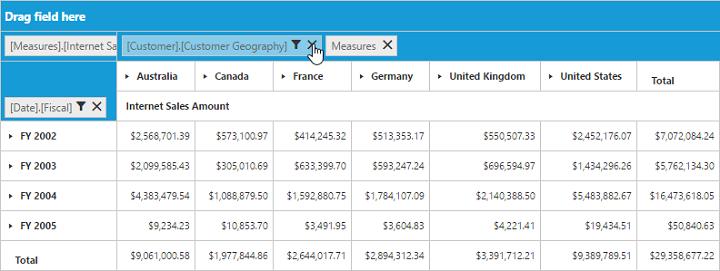 Drag field here
[Measures].[Internet Sa [Customer].[Customer Geography] Measures
Australia Canada France Germany United Kingdom United States Total
[Date].[Fiscal] Internet Sales Amount
FY 2002 $2,568,701.39 $573,100.97 $414,245.32 $513,353.17 $550,507.33 $2,452,176.07 $7,072,084.24
FY 2003 $2,099,585.43 $305,010.69 $633,399.70 $593,247.24 $696,594.97 $1,434,296.26 $5,762,134.30
FY 2004 $4,383,479.54 $1,088,879.50 $1,592,880.75 $1,784,107.09 $2,140,388.50 $5,483,882.67 $16,473,618.05
FY 2005 $9,234.23 $10,853.70 $3,491.95 $3,604.83 $4,221.41 $19,434.51 $50,840.63
Total $9,061,000.58 $1,977,844.86 $2,644,017.71 $2,894,312.34 $3,391,712.21 $9,389,789.51 $29,358,677.22